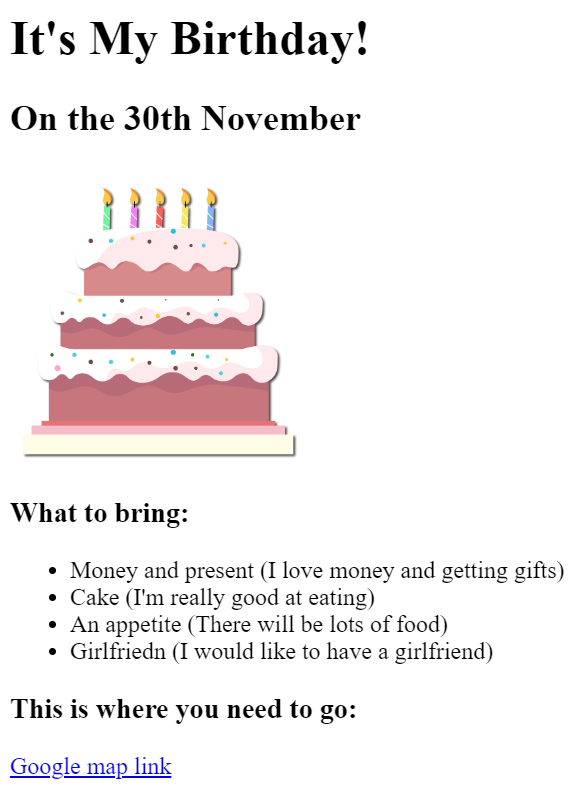 It's My Birthday!
On the 30th November
What to bring:
Money and present (I love money and getting gifts)
Cake (I'm really good at eating)
An appetite (There will be lots of food)
Girlfriedn (I would like to have a girlfriend)
This is where you need to go:
Google map link